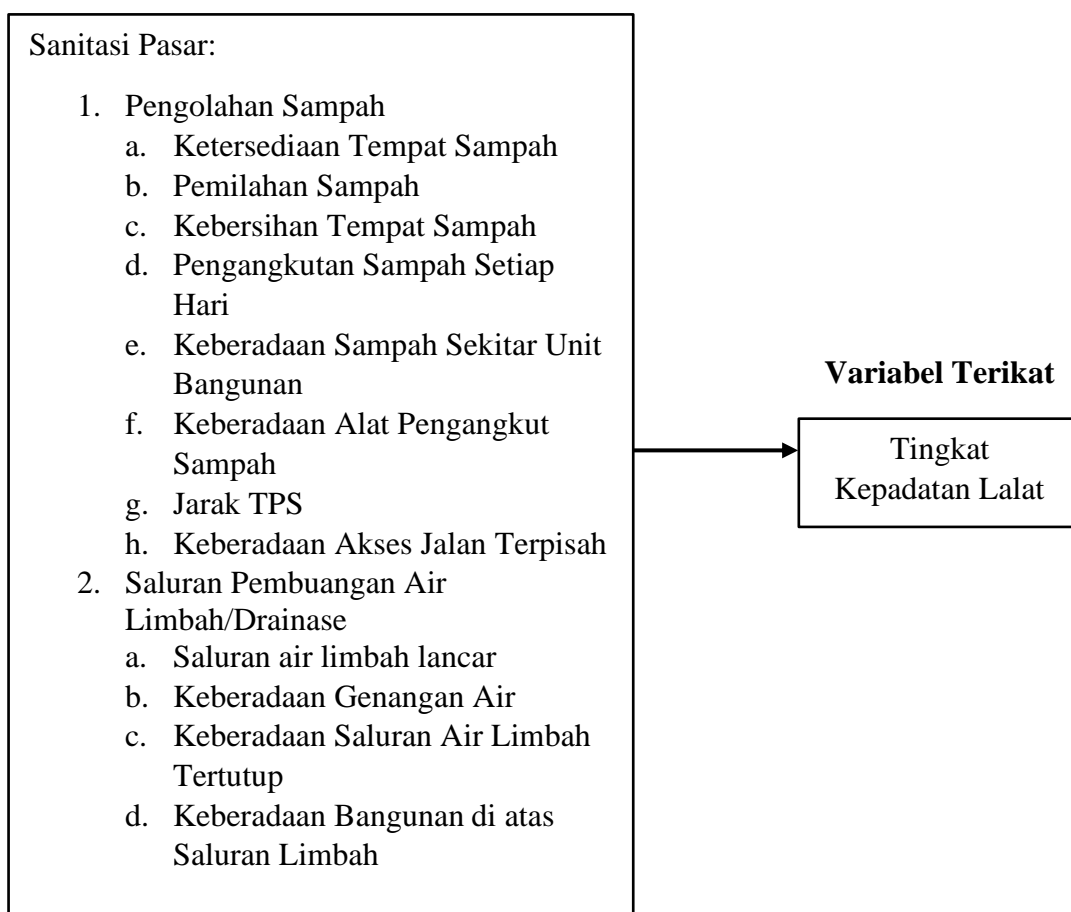 Sanitasi Pasar:
1. Pengolahan Sampah
a. Ketersediaan Tempat Sampah
b. Pemilahan Sampah
c. Kebersihan Tempat Sampah
d. Pengangkutan Sampah Setiap
Hari
e. Keberadaan Sampah Sekitar Unit
Bangunan
f. Keberadaan Alat Pengangkut
Sampah
g. Jarak TPS
h. Keberadaan Akses Jalan Terpisah
2. Saluran Pembuangan Air
Limbah/Drainase
a. Saluran air limbah lancar
b. Keberadaan Genangan Air
c. Keberadaan Saluran Air Limbah
Tertutup
d. Keberadaan Bangunan di atas
Saluran Limbah
Variabel Terikat
Tingkat
Kepadatan Lalat